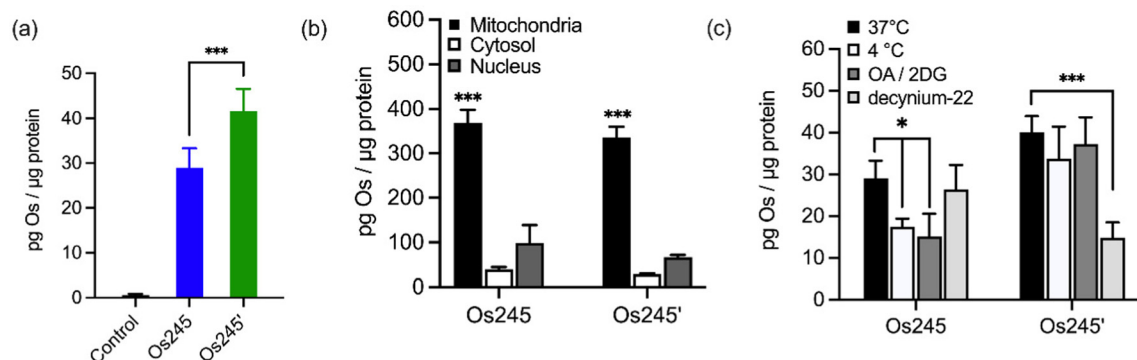 (a)
pg Os / µg protein
50
40
30
20
10
0
***
Control
Os245
Os245'
(b)
pg Os / µg protein
600
500
400
300
200
100
0
Mitochondria
Cytosol
Nucleus
***
***
Os245
Os245'
(c)
pg Os / µg protein
60
50
40
30
20
10
0
37°C
4 °C
OA / 2DG
decynium-22
*
***
Os245
Os245'